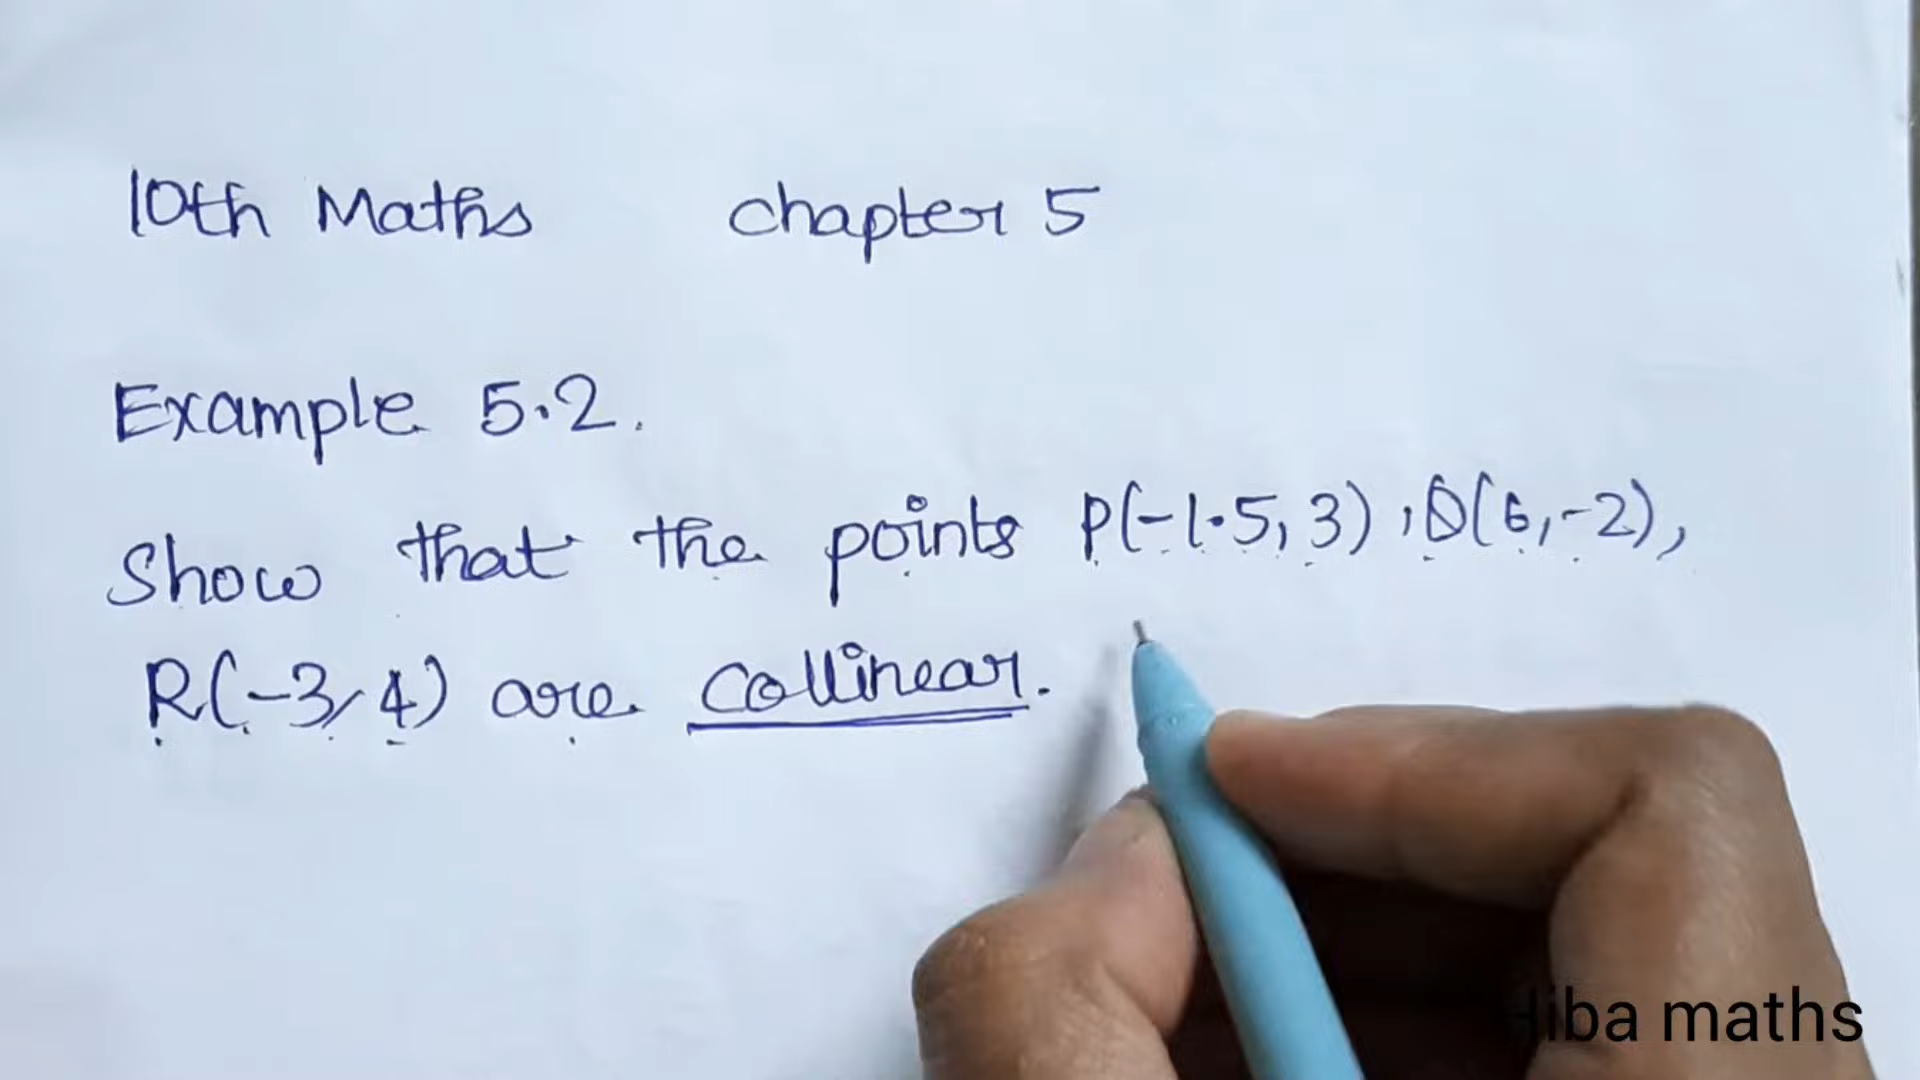 10th Maths chapter 5
Example 5.2.
Show that the points P(-1.5, 3), Q(6, -2),
R(-3, 4) are collinear.
Hiba maths